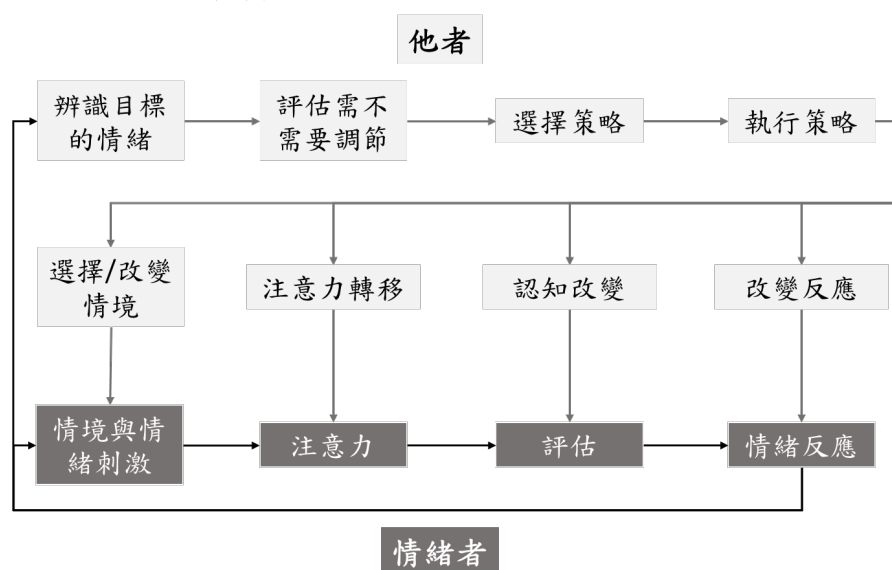 他者
辨識目標
的情緒
評估需不
需要調節
選擇策略
執行策略
選擇/改變
情境
注意力轉移
認知改變
改變反應
情境與情
緒刺激
注意力
評估
情緒反應
情緒者